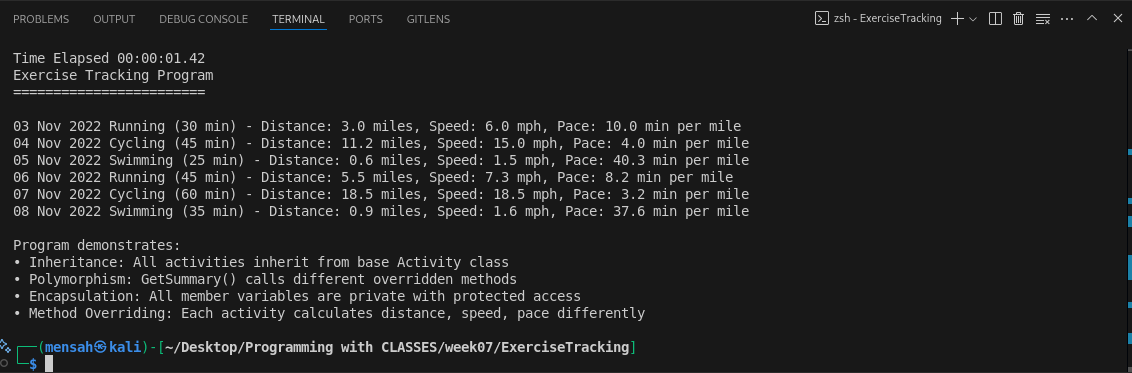 PROBLEMS OUTPUT DEBUG CONSOLE TERMINAL PORTS GITLENS zsh - ExerciseTracking
Time Elapsed 00:00:01.42
Exercise Tracking Program
========================
03 Nov 2022 Running (30 min) - Distance: 3.0 miles, Speed: 6.0 mph, Pace: 10.0 min per mile
04 Nov 2022 Cycling (45 min) - Distance: 11.2 miles, Speed: 15.0 mph, Pace: 4.0 min per mile
05 Nov 2022 Swimming (25 min) - Distance: 0.6 miles, Speed: 1.5 mph, Pace: 40.3 min per mile
06 Nov 2022 Running (45 min) - Distance: 5.5 miles, Speed: 7.3 mph, Pace: 8.2 min per mile
07 Nov 2022 Cycling (60 min) - Distance: 18.5 miles, Speed: 18.5 mph, Pace: 3.2 min per mile
08 Nov 2022 Swimming (35 min) - Distance: 0.9 miles, Speed: 1.6 mph, Pace: 37.6 min per mile
Program demonstrates:
• Inheritance: All activities inherit from base Activity class
• Polymorphism: GetSummary() calls different overridden methods
• Encapsulation: All member variables are private with protected access
• Method Overriding: Each activity calculates distance, speed, pace differently
┌──(mensah㉿kali)-[~/Desktop/Programming with CLASSES/week07/ExerciseTracking]
└─$